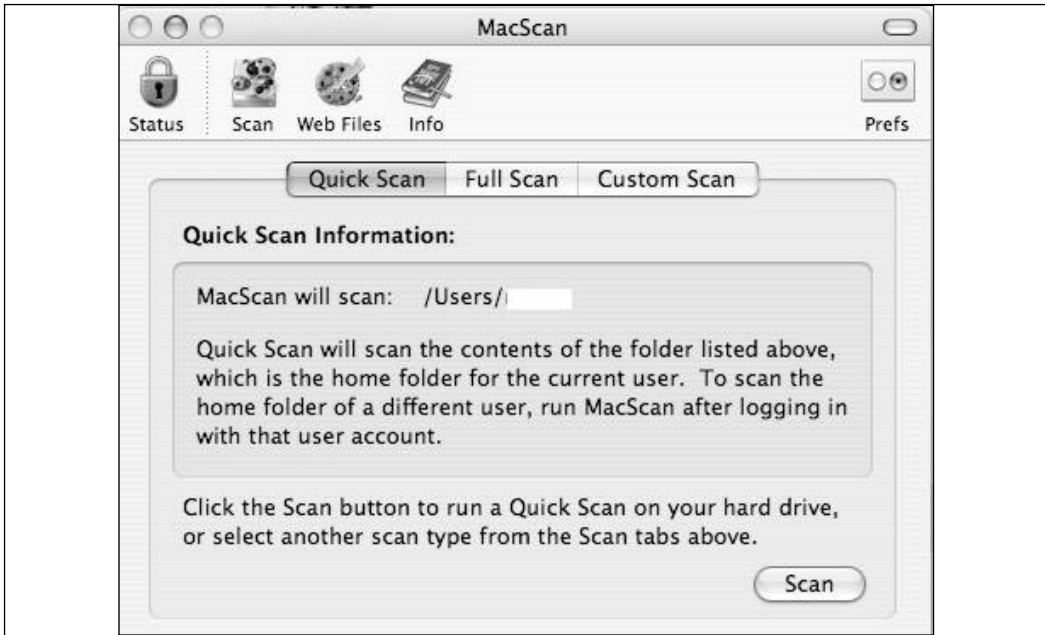 MacScan
Status Scan Web Files Info Prefs
Quick Scan Full Scan Custom Scan
Quick Scan Information:
MacScan will scan: /Users/
Quick Scan will scan the contents of the folder listed above,
which is the home folder for the current user. To scan the
home folder of a different user, run MacScan after logging in
with that user account.
Click the Scan button to run a Quick Scan on your hard drive,
or select another scan type from the Scan tabs above.
Scan